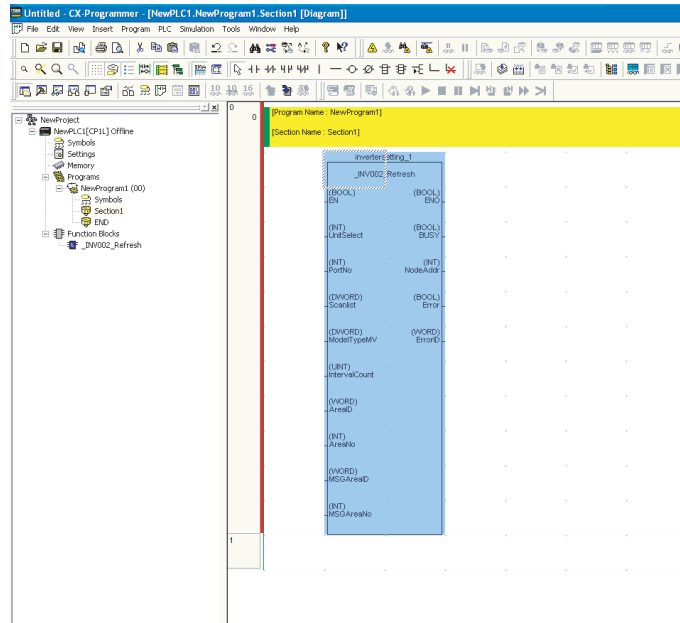 Untitled - CX-Programmer - [NewPLC1.NewProgram1.Section1 [Diagram]]
File Edit View Insert Program PLC Simulation Tools Window Help
10 10 16
NewProject
NewPLC1[CP1L] Offline
Symbols
Settings
Memory
Programs
NewProgram1 (00)
Symbols
Section1
END
Function Blocks
_INV002_Refresh
0
0
[Program Name : NewProgram1]
[Section Name : Section1]
invertersetting_1
_INV002_Refresh
(BOOL) (BOOL)
EN ENO
(INT) (BOOL)
UnitSelect BUSY
(INT) (INT)
PortNo NodeAddr
(DWORD) (BOOL)
Scanlist Error
(DWORD) (WORD)
ModelTypeMV ErrorID
(UINT)
IntervalCount
(WORD)
AreaID
(INT)
AreaNo
(WORD)
MSGAreaID
(INT)
MSGAreaNo
1